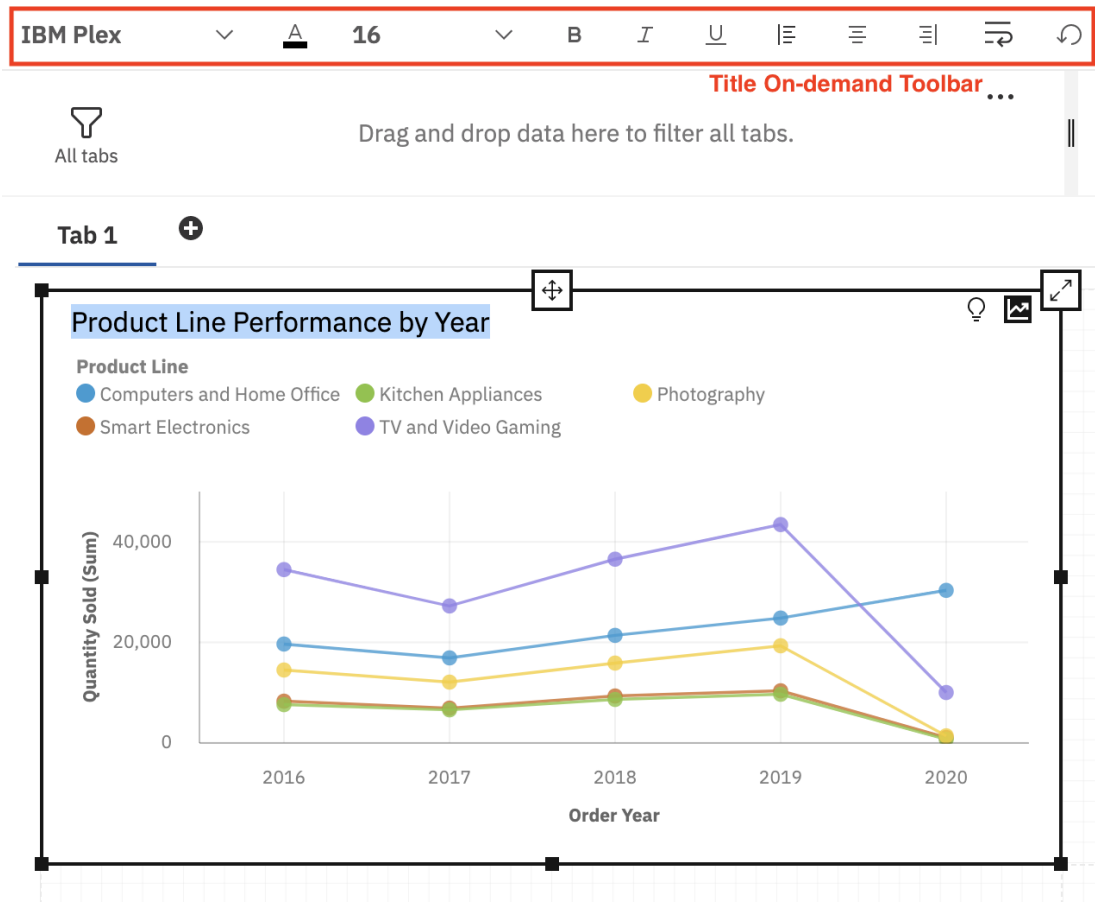 IBM Plex A 16 B I U
Title On-demand Toolbar ...
Drag and drop data here to filter all tabs.
All tabs
Tab 1
Product Line Performance by Year
Product Line
Computers and Home Office Kitchen Appliances Photography
Smart Electronics TV and Video Gaming
Quantity Sold (Sum)
40,000
20,000
0
2016 2017 2018 2019 2020
Order Year